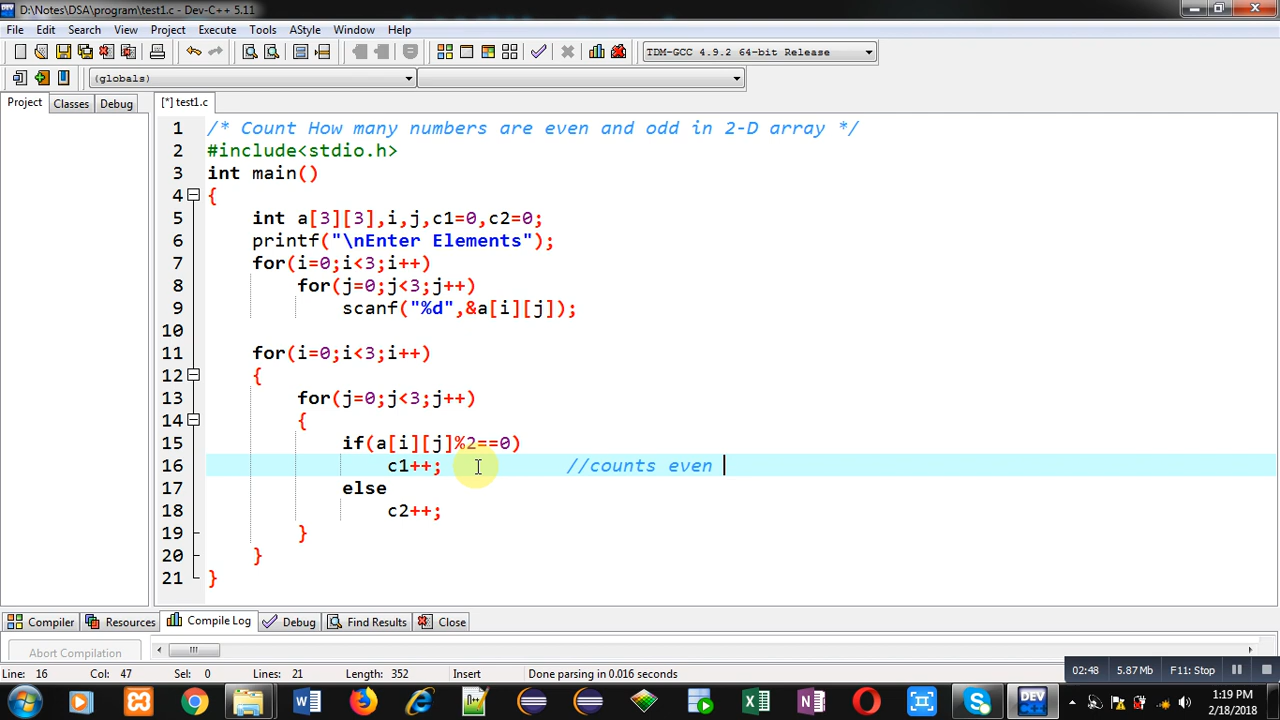 D:\Notes\DSA\program\test1.c - Dev-C++ 5.11
File Edit Search View Project Execute Tools AStyle Window Help
TDM-GCC 4.9.2 64-bit Release
(globals)
Project Classes Debug [*] test1.c
1 /* Count How many numbers are even and odd in 2-D array */
2 #include<stdio.h>
3 int main()
4 {
5 int a[3][3],i,j,c1=0,c2=0;
6 printf("\nEnter Elements");
7 for(i=0;i<3;i++)
8 for(j=0;j<3;j++)
9 scanf("%d",&a[i][j]);
10
11 for(i=0;i<3;i++)
12 {
13 for(j=0;j<3;j++)
14 {
15 if(a[i][j]%2==0)
16 c1++; //counts even
17 else
18 c2++;
19 }
20 }
21 }
Compiler Resources Compile Log Debug Find Results Close
Abort Compilation
Line: 16 Col: 47 Sel: 0 Lines: 21 Length: 352 Insert Done parsing in 0.016 seconds
02:48 5.87 Mb F11: Stop
1:19 PM
2/18/2018